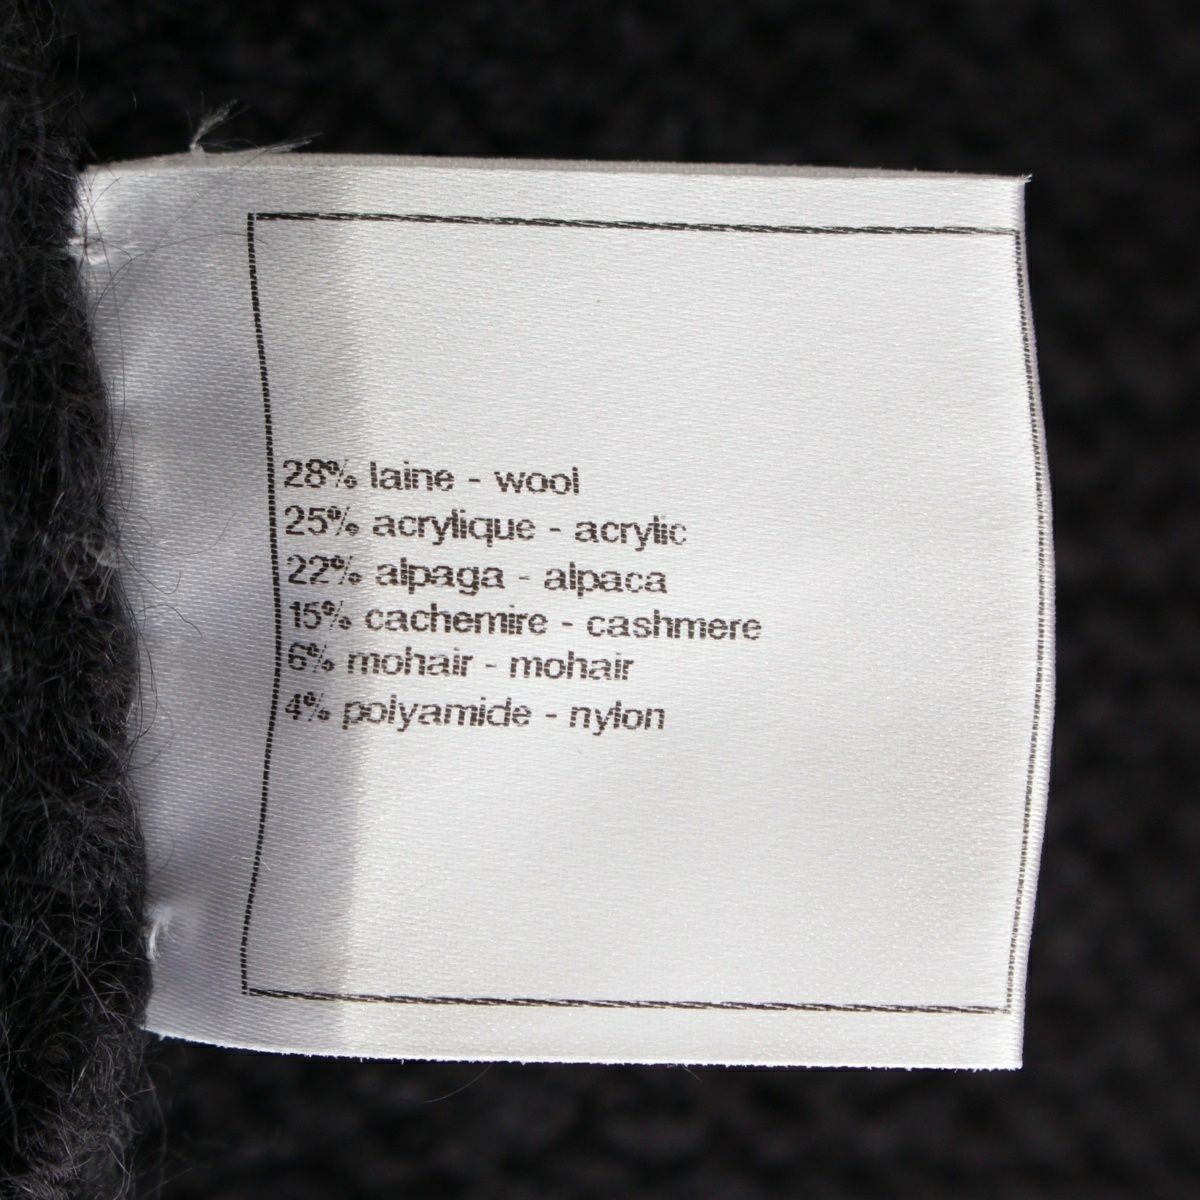 28% laine - wool
25% acrylique - acrylic
22% alpaga - alpaca
15% cachemire - cashmere
6% mohair - mohair
4% polyamide - nylon